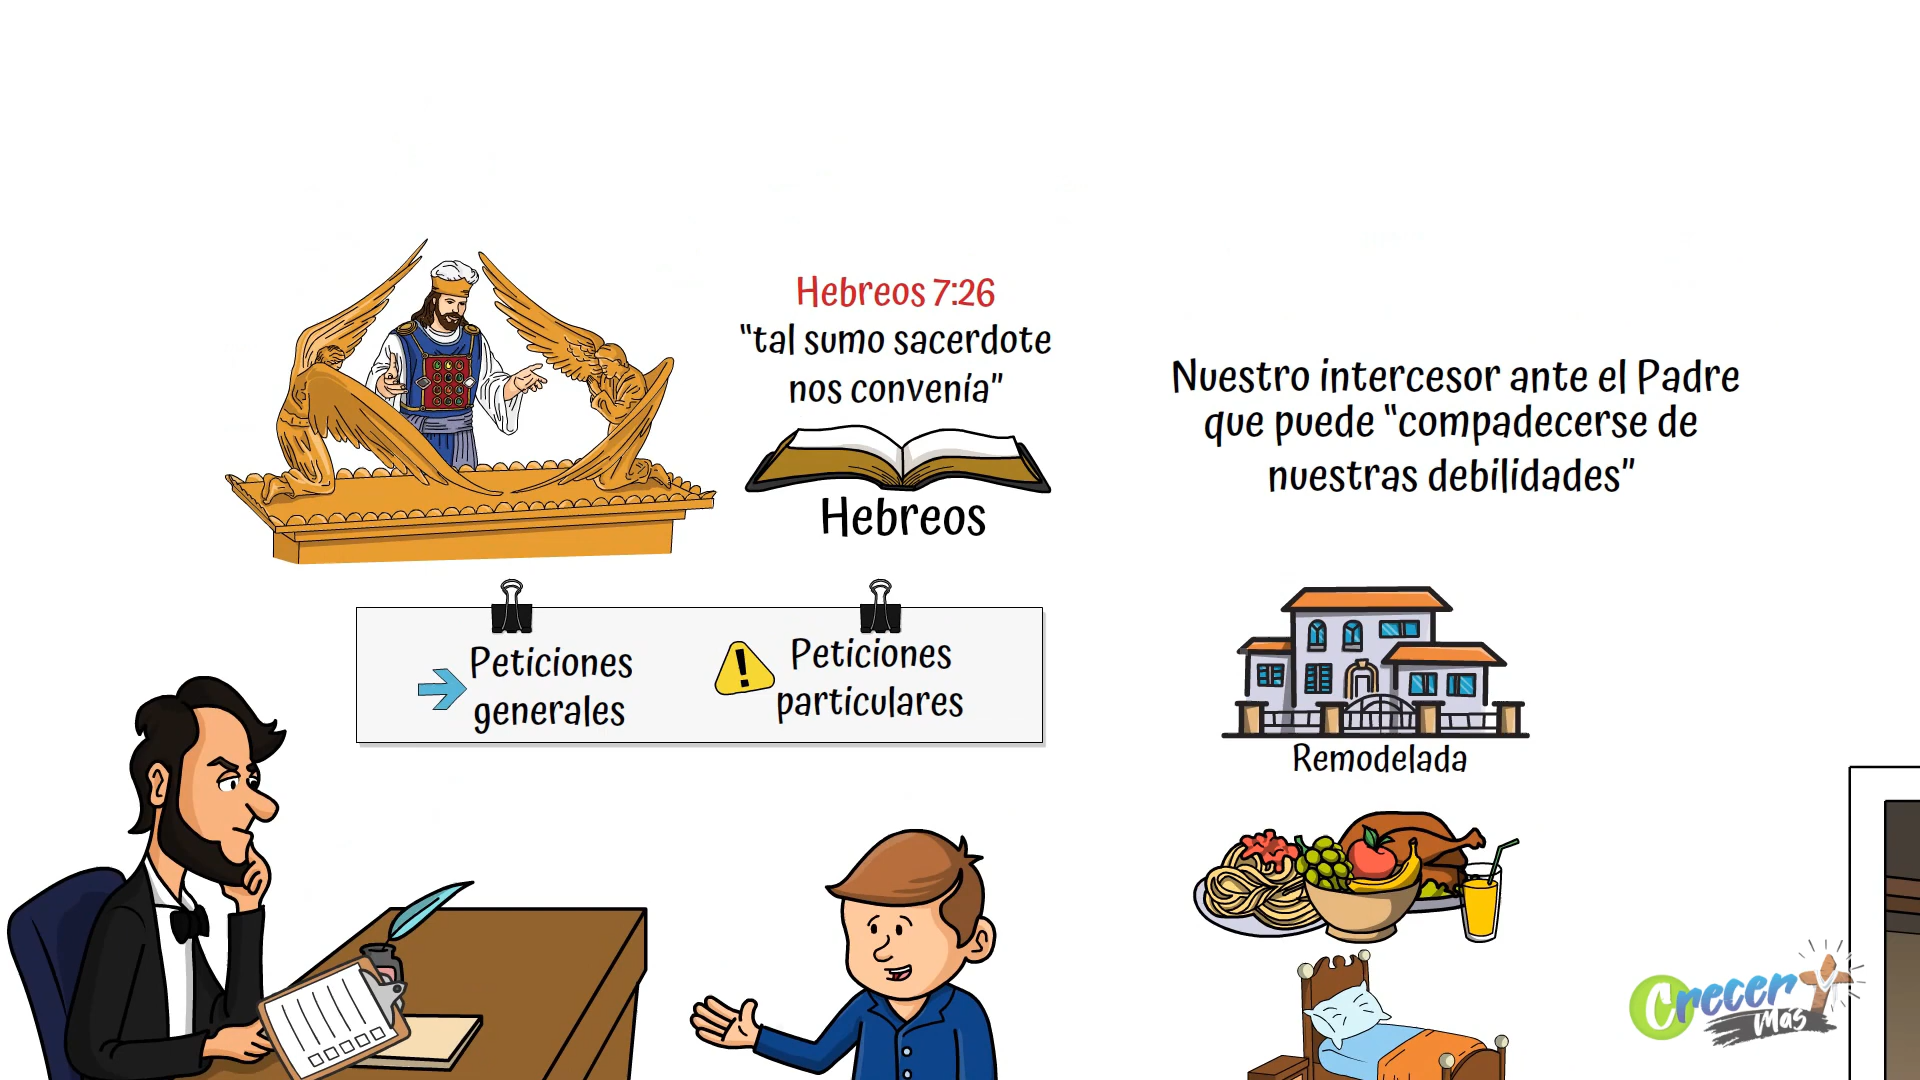 Hebreos 7:26
“tal sumo sacerdote
nos convenía”
Hebreos
Nuestro intercesor ante el Padre
que puede “compadecerse de
nuestras debilidades”
Peticiones
generales
Peticiones
particulares
Remodelada
Crecer
Más